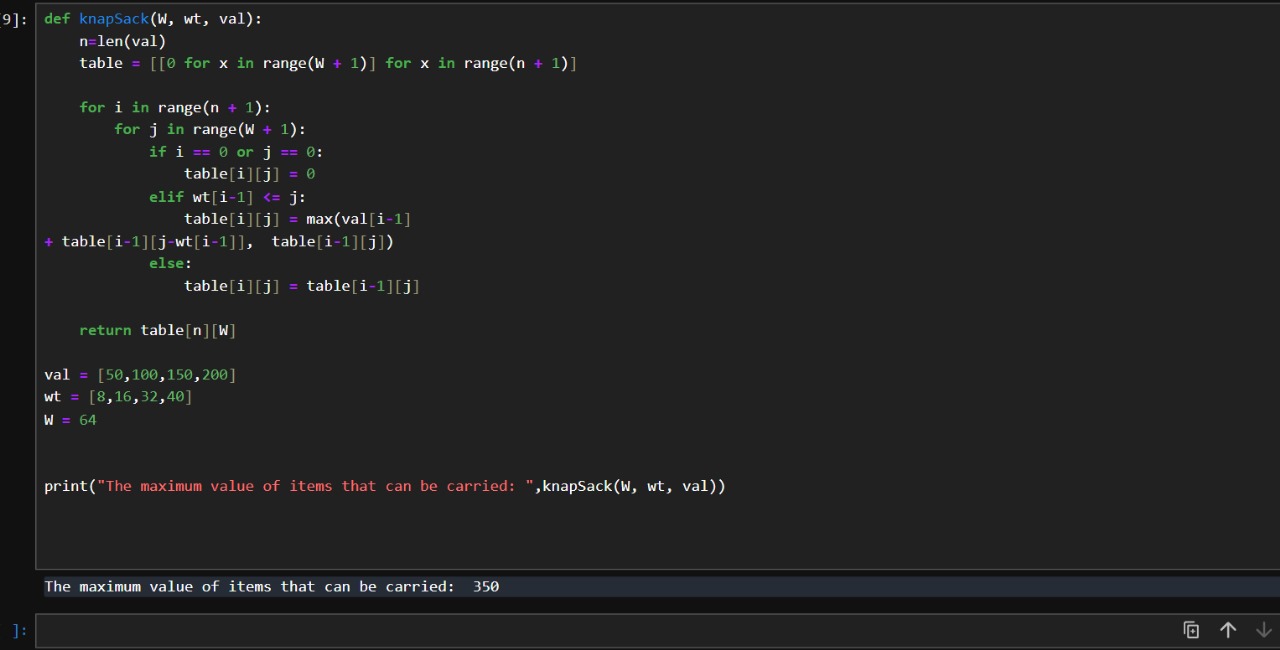 9]:
def knapSack(W, wt, val):
    n=len(val)
    table = [[0 for x in range(W + 1)] for x in range(n + 1)]

    for i in range(n + 1):
        for j in range(W + 1):
            if i == 0 or j == 0:
                table[i][j] = 0
            elif wt[i-1] <= j:
                table[i][j] = max(val[i-1]
+ table[i-1][j-wt[i-1]],  table[i-1][j])
            else:
                table[i][j] = table[i-1][j]

    return table[n][W]

val = [50,100,150,200]
wt = [8,16,32,40]
W = 64


print("The maximum value of items that can be carried: ",knapSack(W, wt, val))

The maximum value of items that can be carried:  350
]: